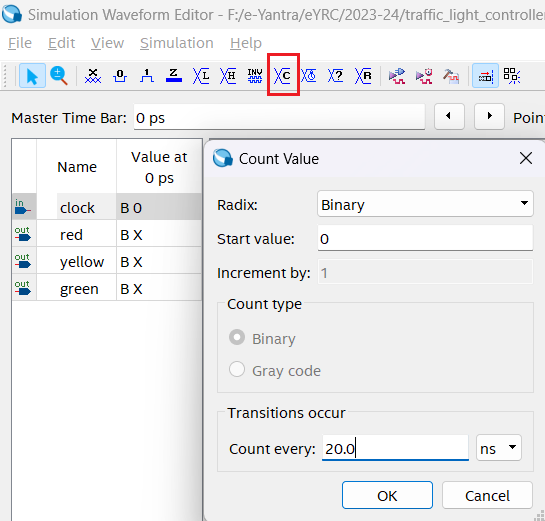 Simulation Waveform Editor - F:/e-Yantra/eYRC/2023-24/traffic_light_controller
File Edit View Simulation Help
Master Time Bar: 0 ps Poin
Name Value at
0 ps
in clock B 0
out red B X
out yellow B X
out green B X
Count Value
Radix: Binary
Start value: 0
Increment by: 1
Count type
Binary
Gray code
Transitions occur
Count every: 20.0 ns
OK Cancel